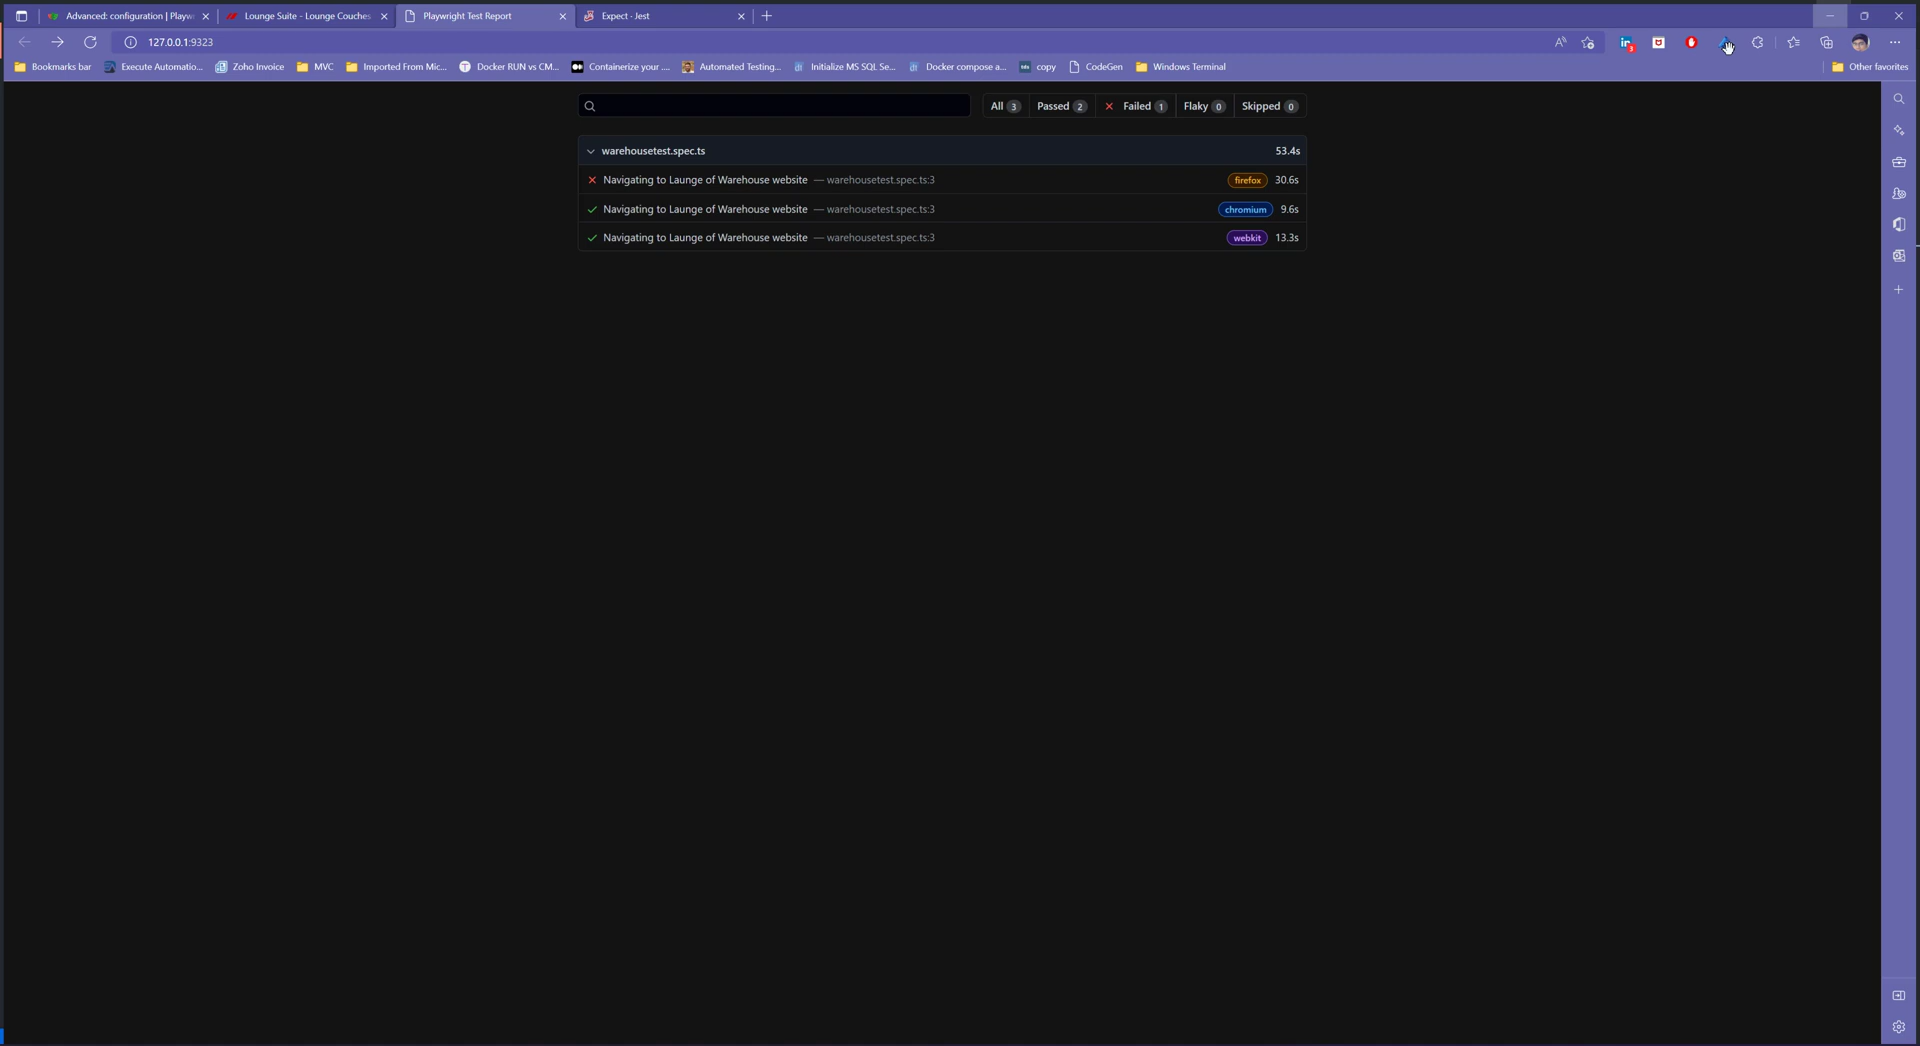 Advanced: configuration | Playw
Lounge Suite - Lounge Couches
Playwright Test Report
Expect · Jest
127.0.0.1:9323
3
Bookmarks bar
Execute Automatio...
Zoho Invoice
MVC
Imported From Mic...
Docker RUN vs CM...
Containerize your ....
Automated Testing...
Initialize MS SQL Se...
Docker compose a...
copy
CodeGen
Windows Terminal
Other favorites
All 3
Passed 2
Failed 1
Flaky 0
Skipped 0
warehousetest.spec.ts 53.4s
Navigating to Launge of Warehouse website — warehousetest.spec.ts:3 firefox 30.6s
Navigating to Launge of Warehouse website — warehousetest.spec.ts:3 chromium 9.6s
Navigating to Launge of Warehouse website — warehousetest.spec.ts:3 webkit 13.3s